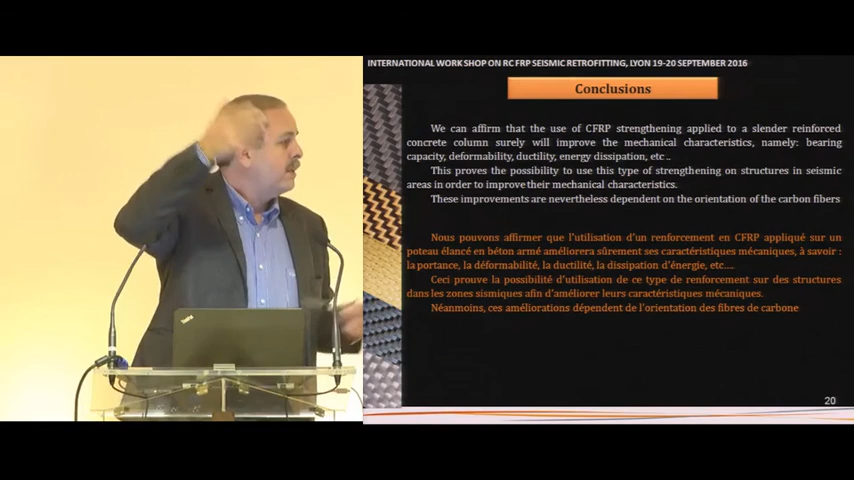 INTERNATIONAL WORK SHOP ON RC FRP SEISMIC RETROFITTING, LYON 19-20 SEPTEMBER 2016
Conclusions
We can affirm that the use of CFRP strengthening applied to a slender reinforced
concrete column surely will improve the mechanical characteristics, namely: bearing
capacity, deformability, ductility, energy dissipation, etc ..
This proves the possibility to use this type of strengthening on structures in seismic
areas in order to improve their mechanical characteristics.
These improvements are nevertheless dependent on the orientation of the carbon fibers
Nous pouvons affirmer que l'utilisation d'un renforcement en CFRP appliqué sur un
poteau élancé en béton armé améliorera sûrement ses caractéristiques mécaniques, à savoir :
la portance, la déformabilité, la ductilité, la dissipation d'énergie, etc....
Ceci prouve la possibilité d'utilisation de ce type de renforcement sur des structures
dans les zones sismiques afin d'améliorer leurs caractéristiques mécaniques.
Néanmoins, ces améliorations dépendent de l'orientation des fibres de carbone
20